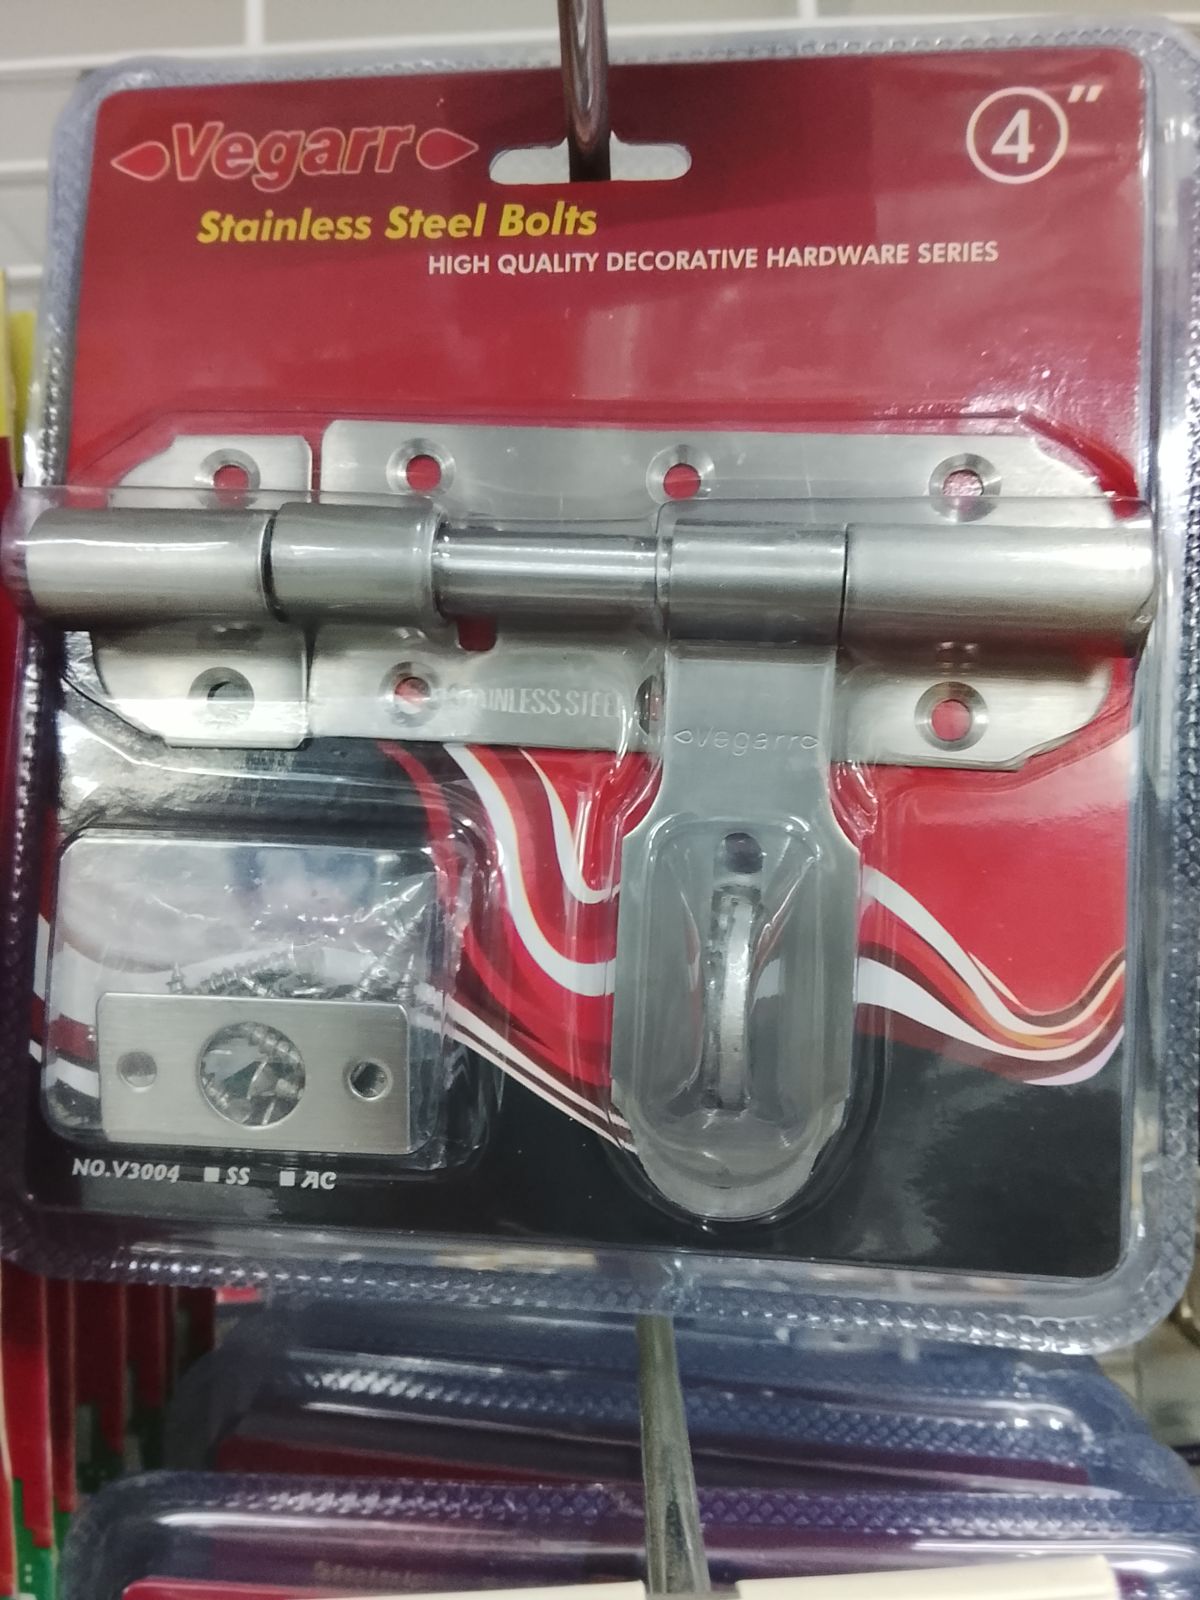 Vegarr
4"
Stainless Steel Bolts
HIGH QUALITY DECORATIVE HARDWARE SERIES
STAINLESS STEEL
Vegarr
NO.V3004 SS AC